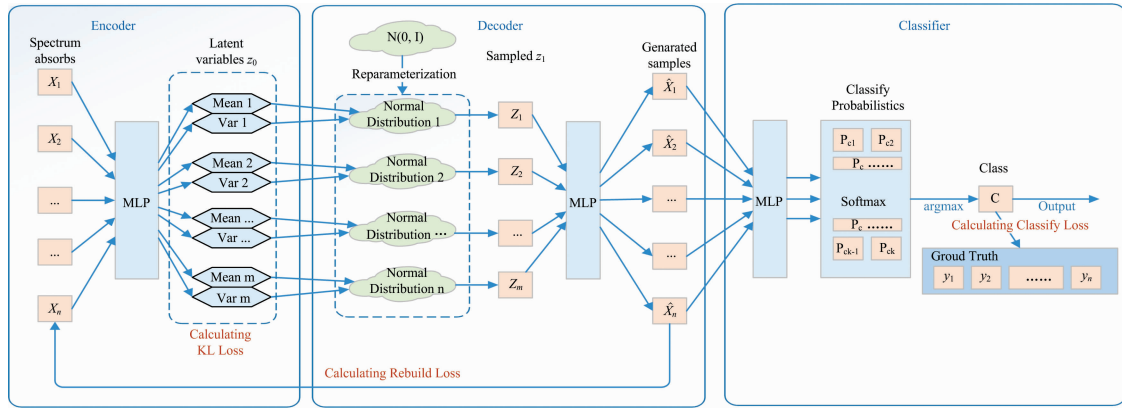 Encoder
Spectrum
absorbs
X1
X2
...
...
Xn
MLP
Latent
variables z0
Mean 1
Var 1
Mean 2
Var 2
Mean ...
Var ...
Mean m
Var m
Calculating
KL Loss
Decoder
N(0, I)
Reparameterization
Normal
Distribution 1
Normal
Distribution 2
Normal
Distribution ...
Normal
Distribution n
Sampled z1
Z1
Z2
...
Zm
MLP
Genarated
samples
X̂1
X̂2
...
...
X̂n
Calculating Rebuild Loss
Classifier
MLP
Classify
Probabilistics
Pc1 Pc2
Pc ......
Softmax
Pc ......
Pck-1 Pck
argmax
Class
C
Output
Calculating Classify Loss
Groud Truth
y1 y2 ...... yn